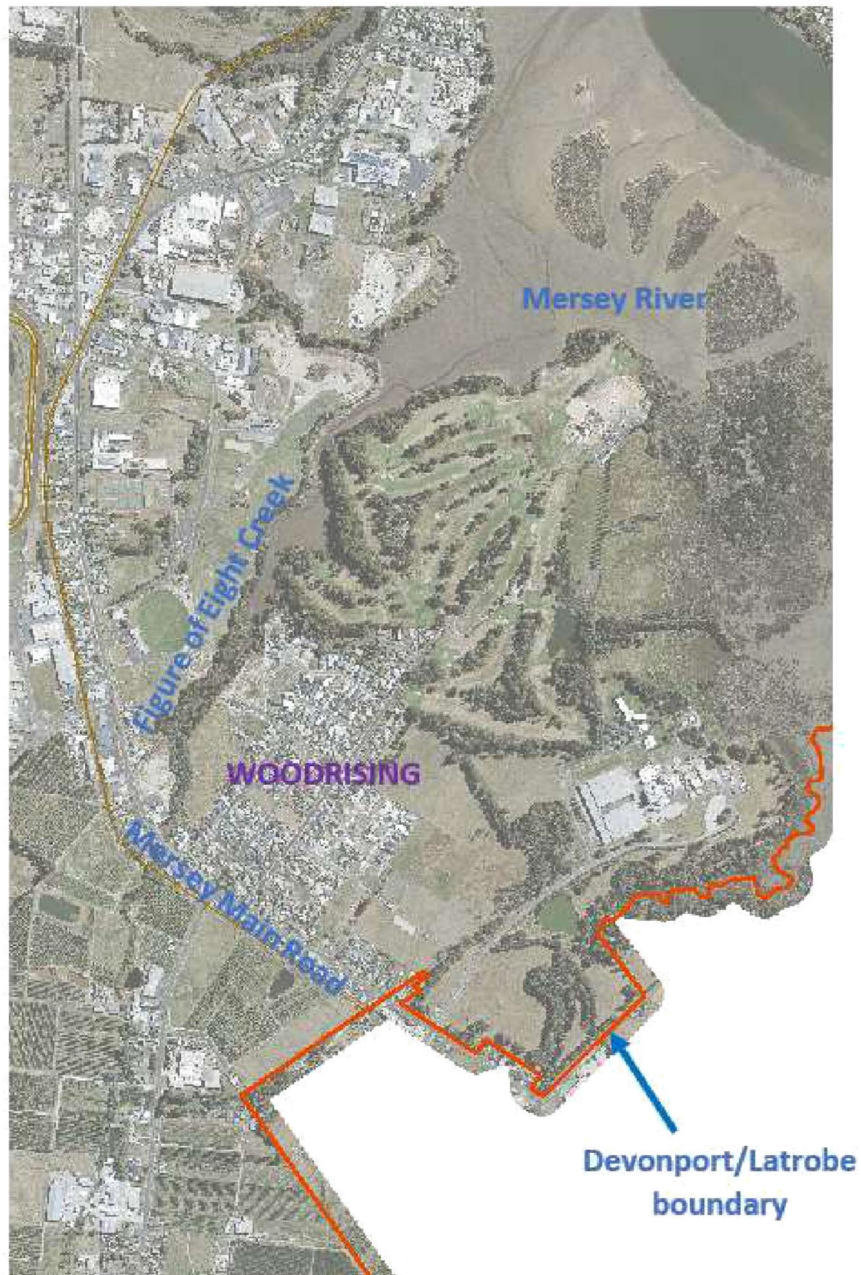 Mersey River
Figure of Eight Creek
WOODRISING
Mersey Main Road
Devonport/Latrobe
boundary